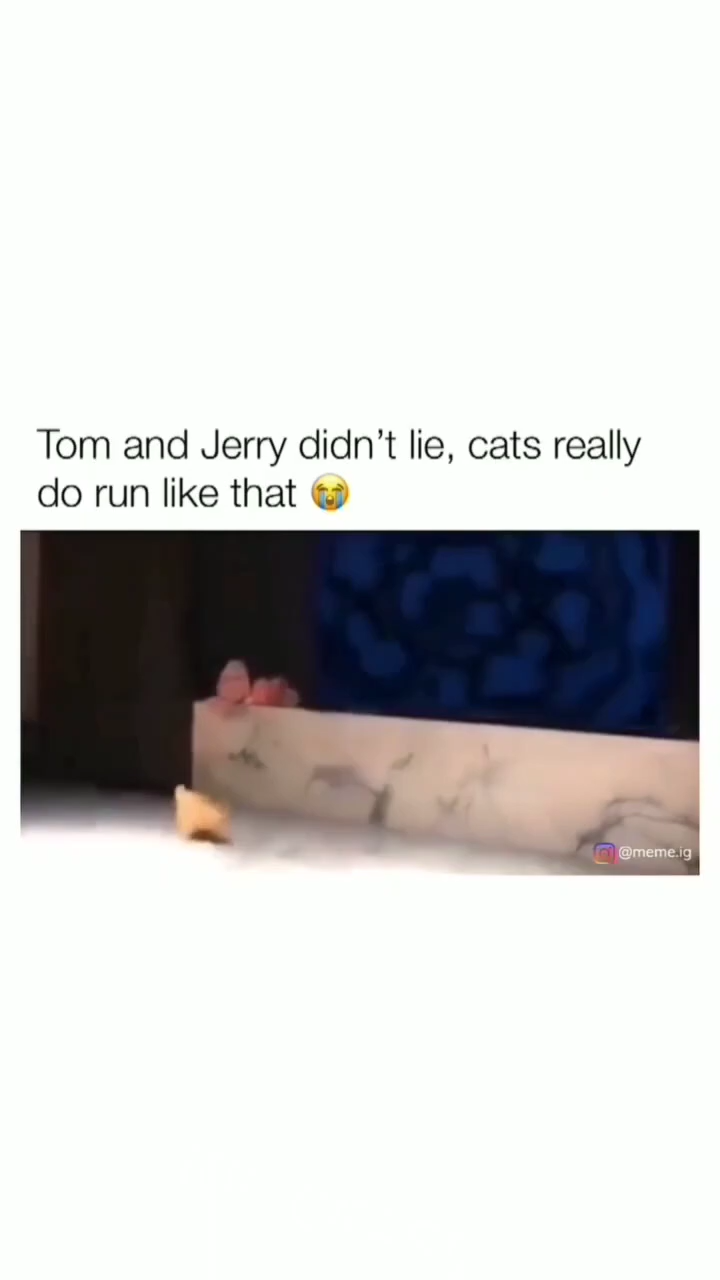 Tom and Jerry didn’t lie, cats really
do run like that 😭
@meme.ig